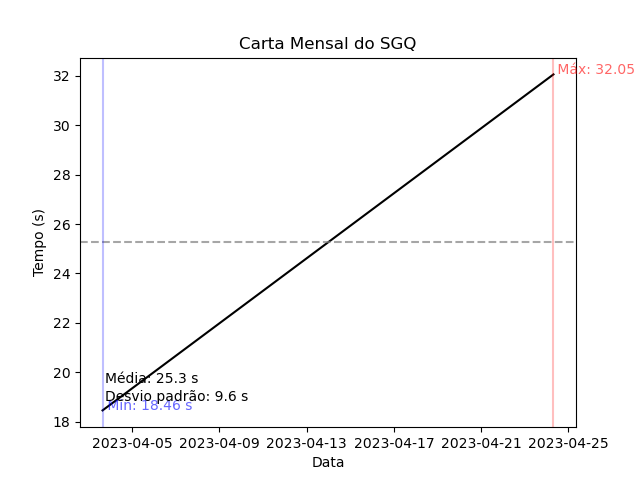 Carta Mensal do SGQ
Máx: 32.05
32
30
28
26
24
22
20
18
Tempo (s)
Média: 25.3 s
Desvio padrão: 9.6 s
Mín: 18.46 s
2023-04-05 2023-04-09 2023-04-13 2023-04-17 2023-04-21 2023-04-25
Data